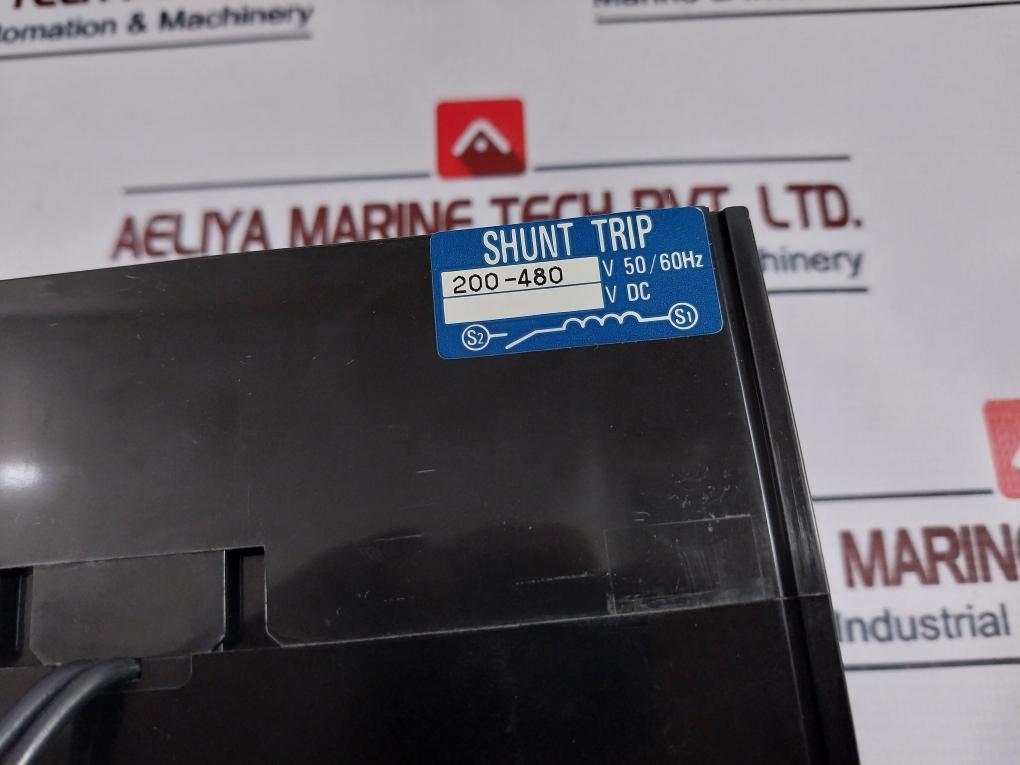 omation & Machinery
AELIYA MARINE TECH PVT. LTD.
hinery
SHUNT TRIP
200-480 V 50/60Hz
V DC
S2 S1
MARIN
Industrial